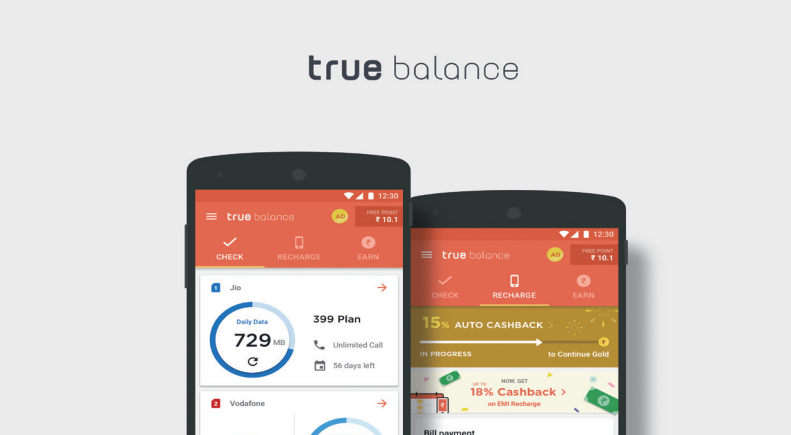 true balance
12:30
true balance
AD
FREE POINT
₹ 10.1
CHECK
RECHARGE
EARN
1
Jio
Daily Data
729 MB
399 Plan
Unlimited Call
56 days left
2
Vodafone
12:30
true balance
AD
FREE POINT
₹ 10.1
CHECK
RECHARGE
EARN
15% AUTO CASHBACK >
IN PROGRESS
to Continue Gold
NOW, GET
UP TO
18% Cashback >
on EMI Recharge
Bill payment